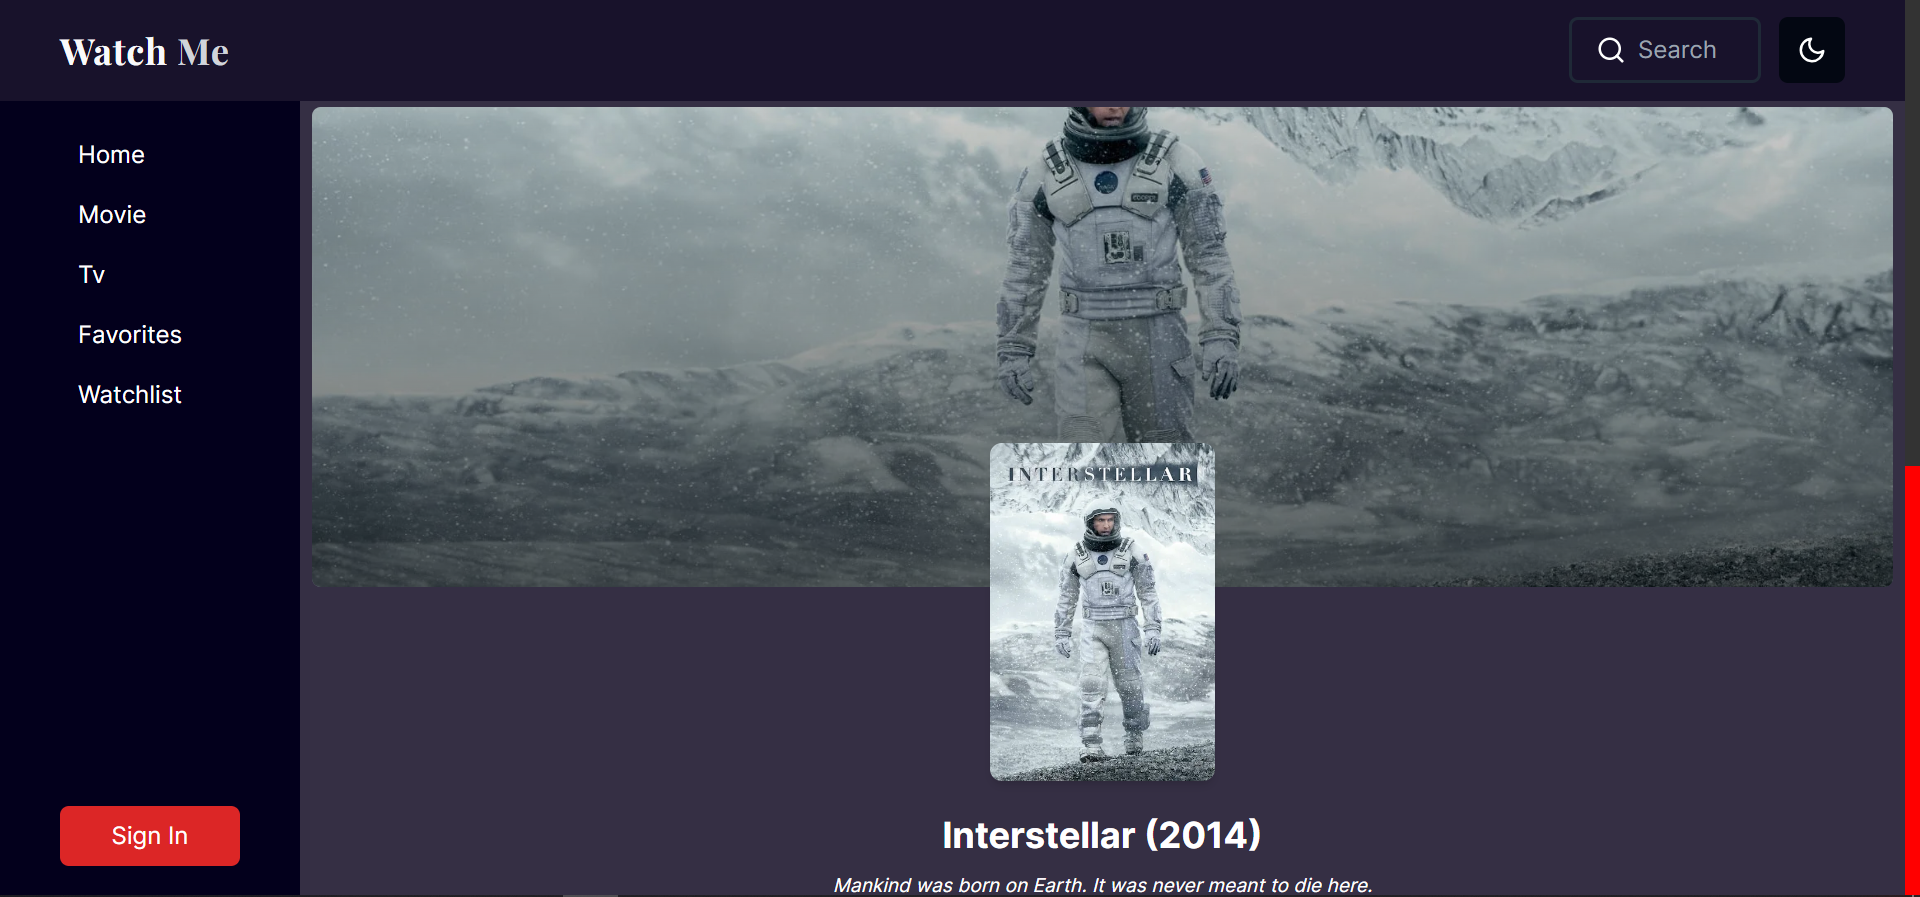 Watch Me
Search
Home
Movie
Tv
Favorites
Watchlist
Sign In
INTERSTELLAR
Interstellar (2014)
Mankind was born on Earth. It was never meant to die here.